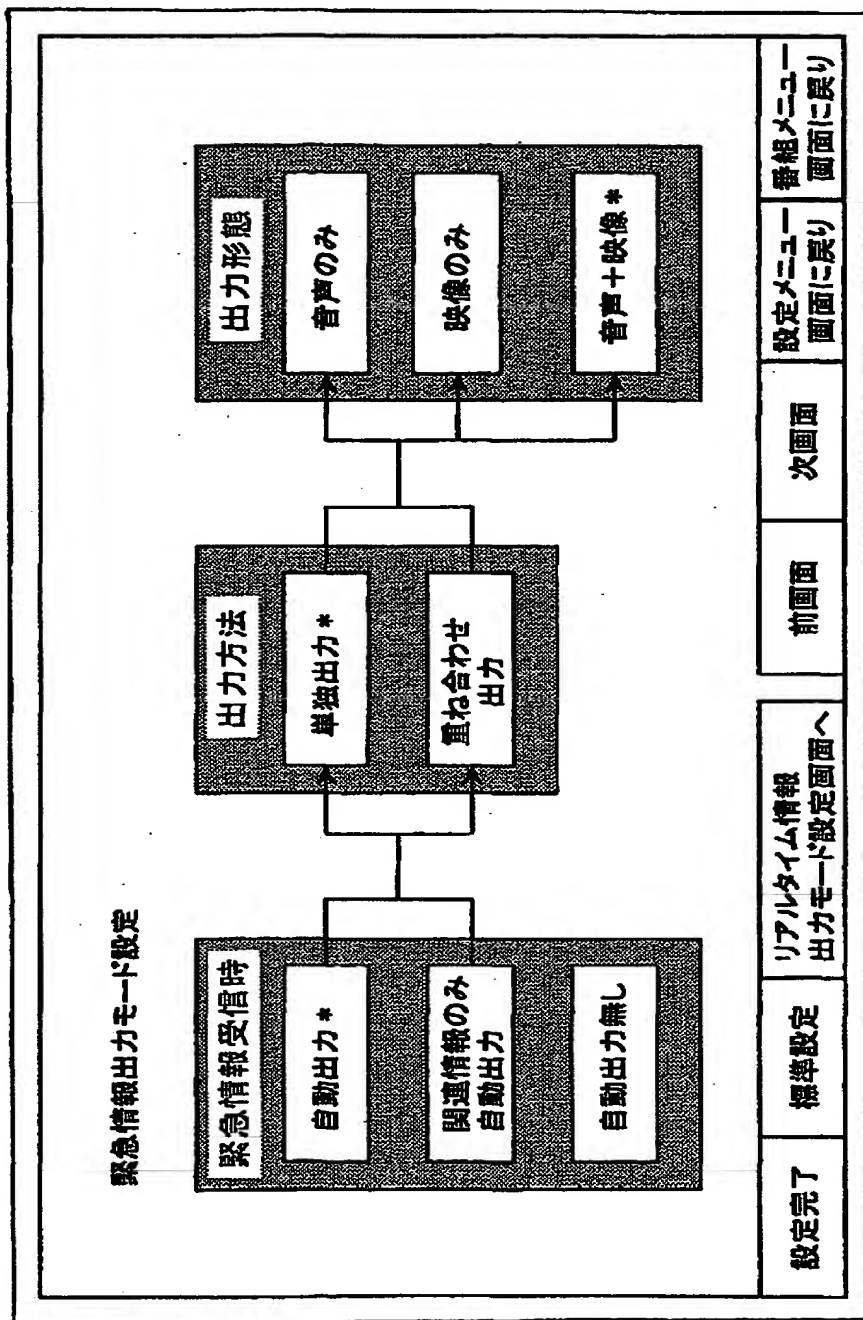 緊急情報出力モード設定
緊急情報受信時
自動出力*
関連情報のみ
自動出力
自動出力無し
出力方法
単独出力*
重ね合わせ
出力
出力形態
音声のみ
映像のみ
音声+映像*
設定完了
標準設定
リアルタイム情報
出力モード設定画面へ
前画面
次画面
設定メニュー
画面に戻り
番組メニュー
画面に戻り